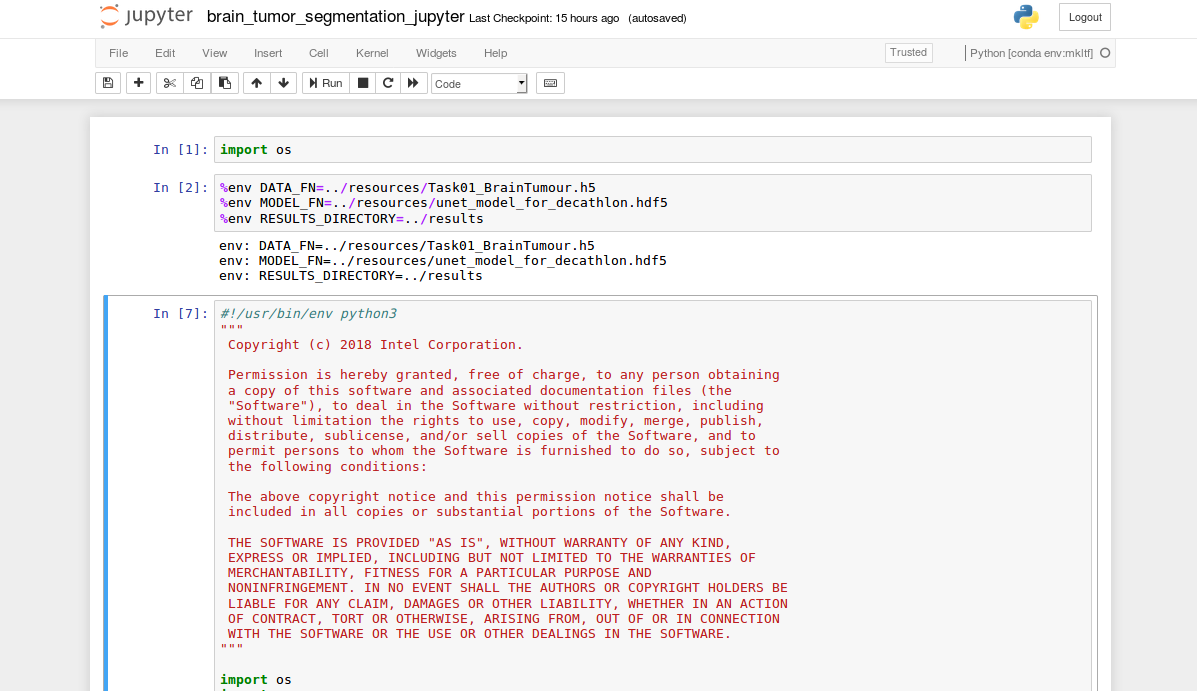 jupyter brain_tumor_segmentation_jupyter Last Checkpoint: 15 hours ago (autosaved) Logout
File Edit View Insert Cell Kernel Widgets Help Trusted Python [conda env:mkltf]
Run Code
In [1]: import os
In [2]: %env DATA_FN=../resources/Task01_BrainTumour.h5
%env MODEL_FN=../resources/unet_model_for_decathlon.hdf5
%env RESULTS_DIRECTORY=../results
env: DATA_FN=../resources/Task01_BrainTumour.h5
env: MODEL_FN=../resources/unet_model_for_decathlon.hdf5
env: RESULTS_DIRECTORY=../results
In [7]: #!/usr/bin/env python3
"""
Copyright (c) 2018 Intel Corporation.
Permission is hereby granted, free of charge, to any person obtaining
a copy of this software and associated documentation files (the
"Software"), to deal in the Software without restriction, including
without limitation the rights to use, copy, modify, merge, publish,
distribute, sublicense, and/or sell copies of the Software, and to
permit persons to whom the Software is furnished to do so, subject to
the following conditions:
The above copyright notice and this permission notice shall be
included in all copies or substantial portions of the Software.
THE SOFTWARE IS PROVIDED "AS IS", WITHOUT WARRANTY OF ANY KIND,
EXPRESS OR IMPLIED, INCLUDING BUT NOT LIMITED TO THE WARRANTIES OF
MERCHANTABILITY, FITNESS FOR A PARTICULAR PURPOSE AND
NONINFRINGEMENT. IN NO EVENT SHALL THE AUTHORS OR COPYRIGHT HOLDERS BE
LIABLE FOR ANY CLAIM, DAMAGES OR OTHER LIABILITY, WHETHER IN AN ACTION
OF CONTRACT, TORT OR OTHERWISE, ARISING FROM, OUT OF OR IN CONNECTION
WITH THE SOFTWARE OR THE USE OR OTHER DEALINGS IN THE SOFTWARE.
"""
import os